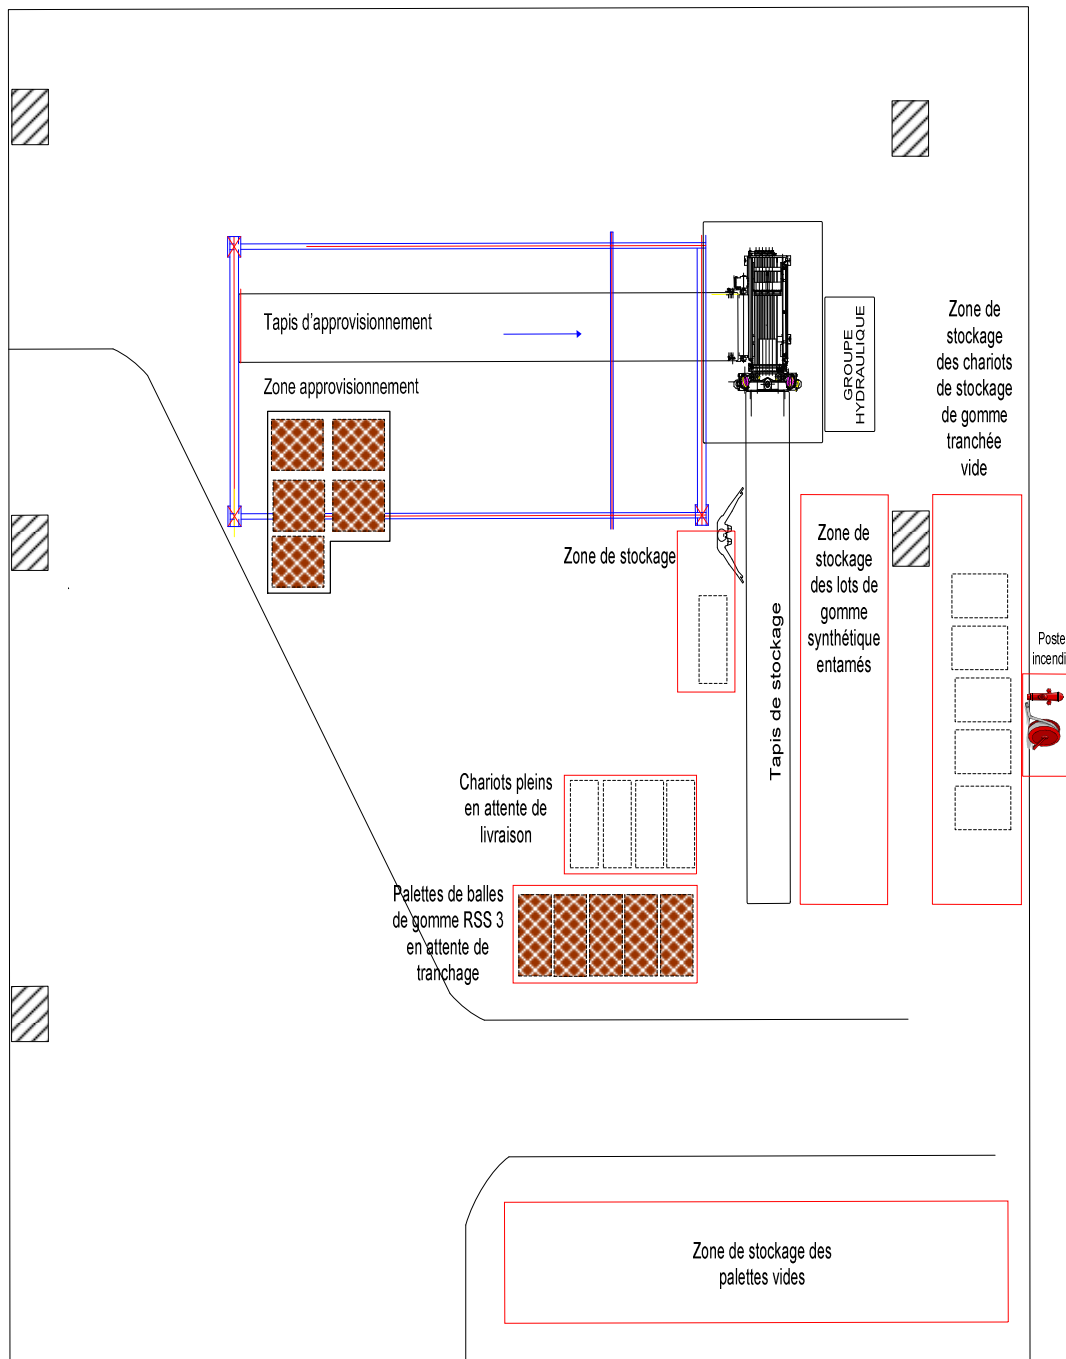 Tapis d'approvisionnement
Zone approvisionnement
GROUPE
HYDRAULIQUE
Zone de
stockage
des chariots
de stockage
de gomme
tranchée
vide
Zone de stockage
Zone de
stockage
des lots de
gomme
synthétique
entamés
Tapis de stockage
Poste
incendi
Chariots pleins
en attente de
livraison
Palettes de balles
de gomme RSS 3
en attente de
tranchage
Zone de stockage des
palettes vides